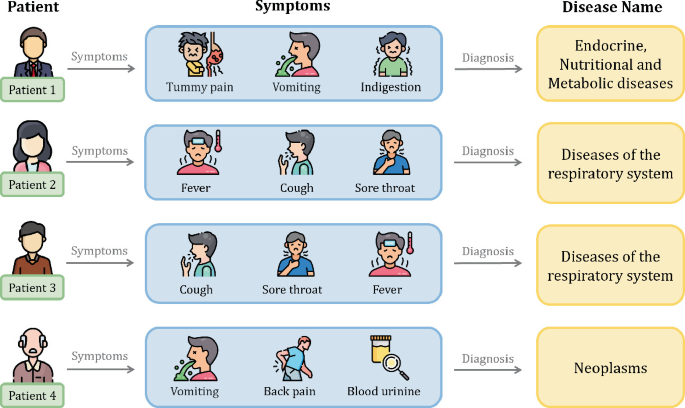 Patient Symptoms Disease Name
Symptoms Diagnosis
Patient 1
Tummy pain Vomiting Indigestion
Endocrine,
Nutritional and
Metabolic diseases
Symptoms Diagnosis
Patient 2
Fever Cough Sore throat
Diseases of the
respiratory system
Symptoms Diagnosis
Patient 3
Cough Sore throat Fever
Diseases of the
respiratory system
Symptoms Diagnosis
Patient 4
Vomiting Back pain Blood urinine
Neoplasms